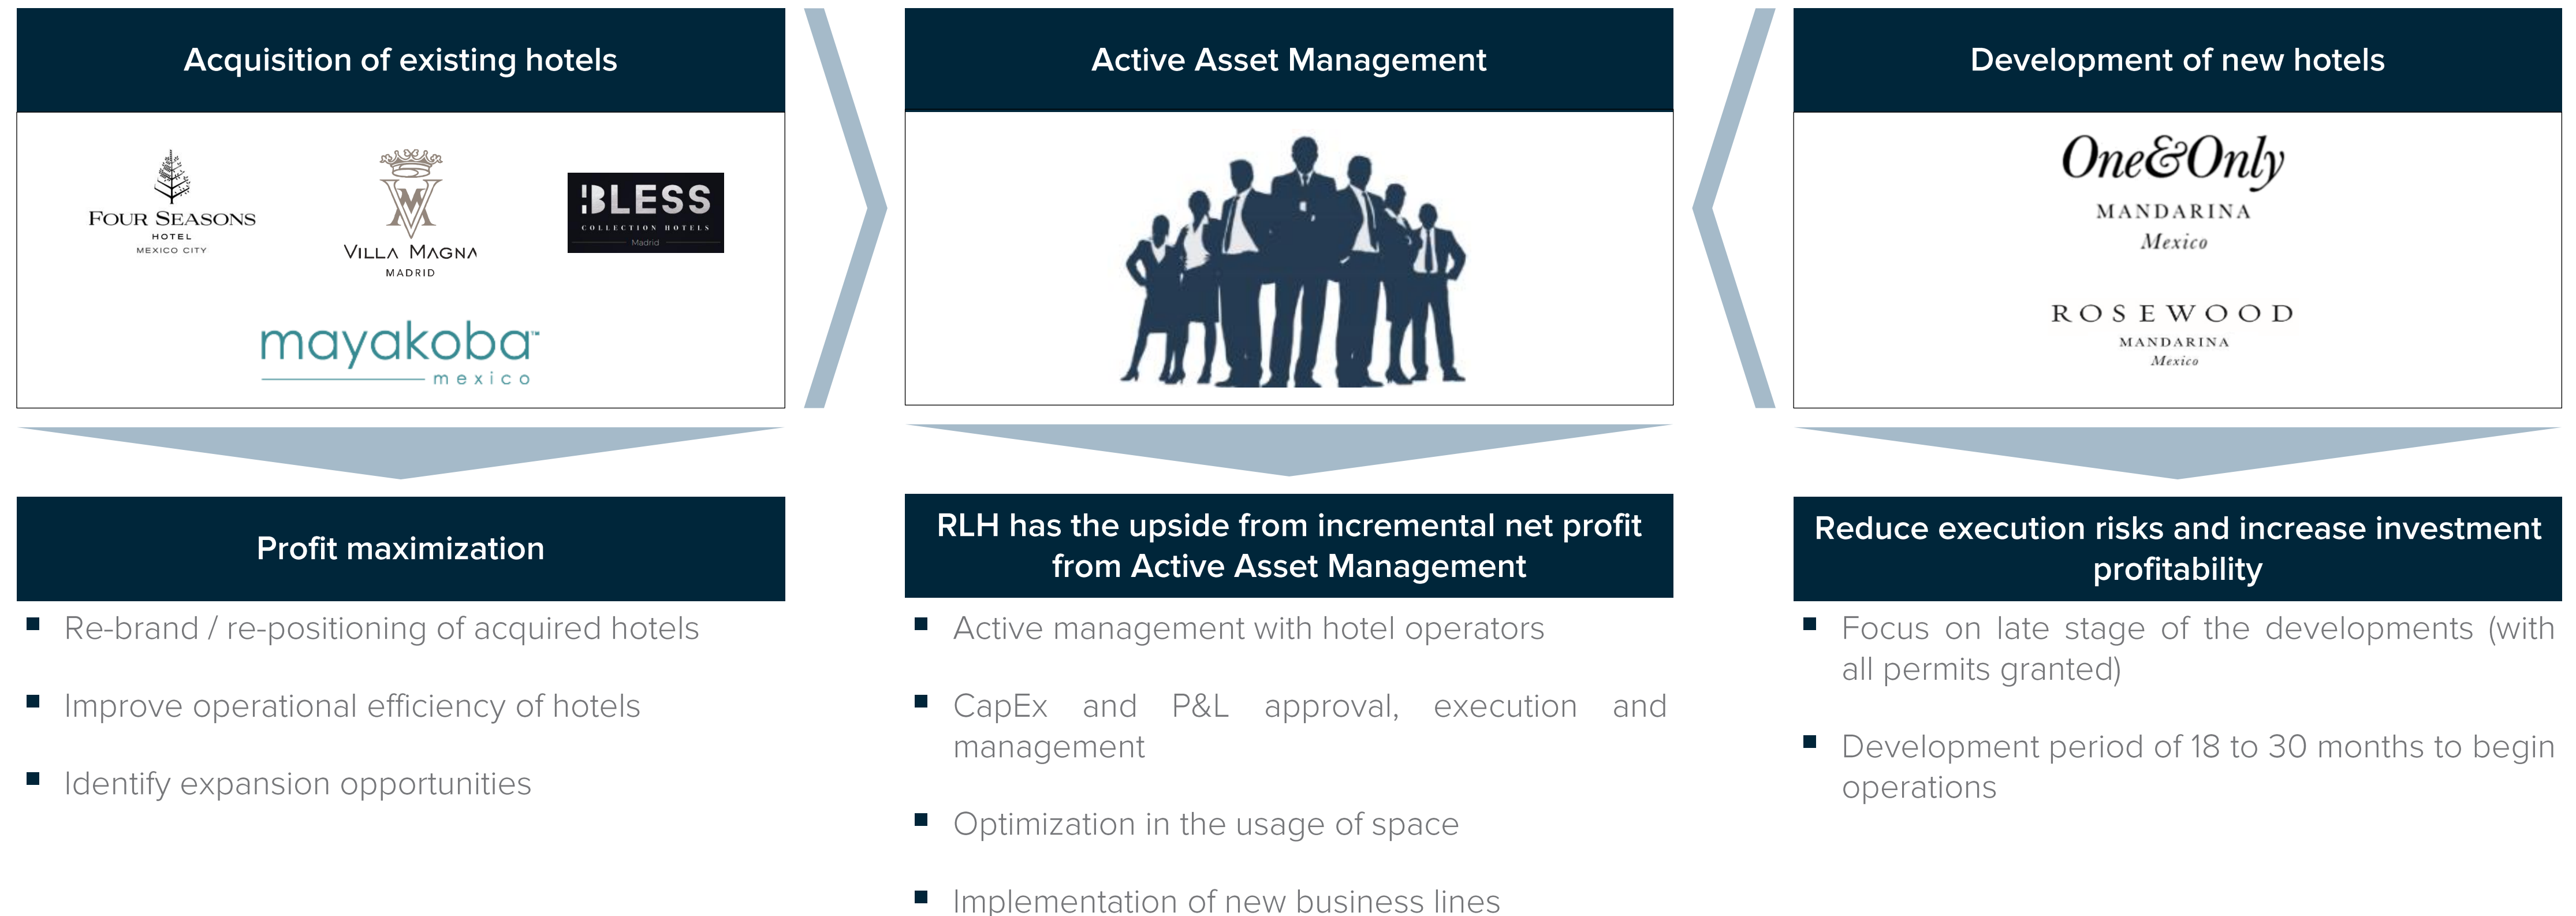 Acquisition of existing hotels
FOUR SEASONS
HOTEL
MEXICO CITY
VILLA MAGNA
MADRID
BLESS
COLLECTION HOTELS
Madrid
mayakoba™
mexico
Profit maximization
▪ Re-brand / re-positioning of acquired hotels
▪ Improve operational efficiency of hotels
▪ Identify expansion opportunities
Active Asset Management
RLH has the upside from incremental net profit
from Active Asset Management
▪ Active management with hotel operators
▪ CapEx and P&L approval, execution and
management
▪ Optimization in the usage of space
▪ Implementation of new business lines
Development of new hotels
One&Only
MANDARINA
Mexico
ROSEWOOD
MANDARINA
Mexico
Reduce execution risks and increase investment
profitability
▪ Focus on late stage of the developments (with
all permits granted)
▪ Development period of 18 to 30 months to begin
operations